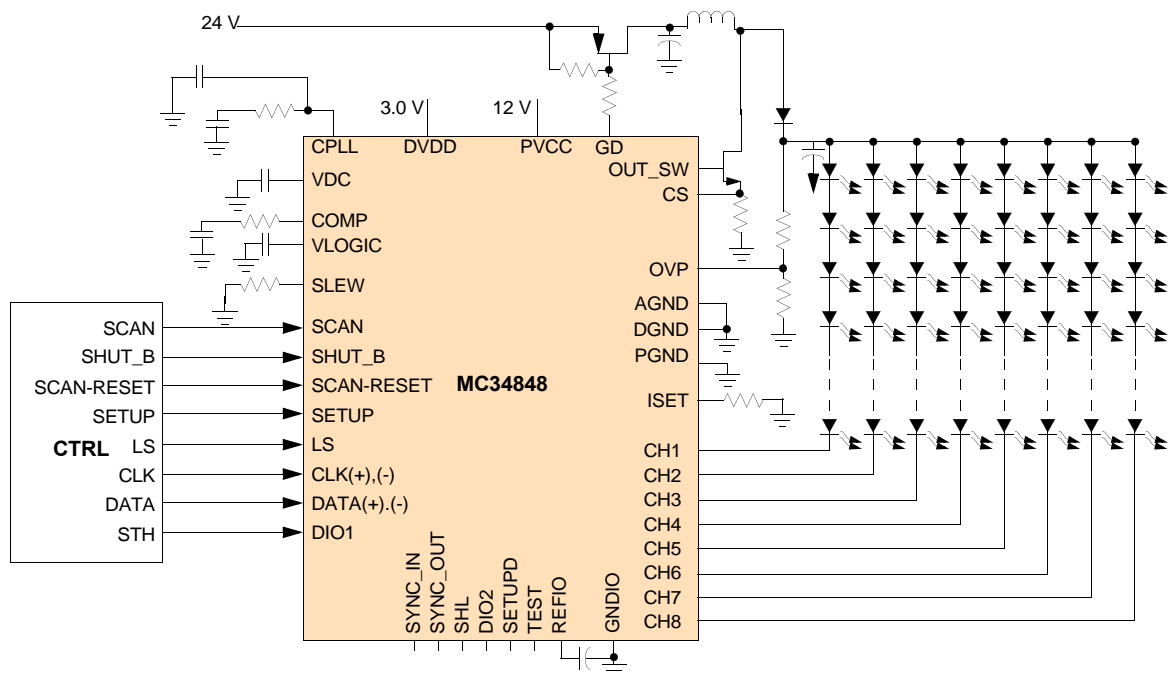 24 V
3.0 V
12 V
CPLL
DVDD
PVCC
GD
VDC
COMP
VLOGIC
SLEW
SCAN
SHUT_B
SCAN-RESET
SETUP
LS
CLK(+),(-)
DATA(+).(-)
DIO1
MC34848
OUT_SW
CS
OVP
AGND
DGND
PGND
ISET
CH1
CH2
CH3
CH4
CH5
CH6
CH7
CH8
SCAN
SHUT_B
SCAN-RESET
SETUP
CTRL LS
CLK
DATA
STH
SYNC_IN
SYNC_OUT
SHL
DIO2
SETUPD
TEST
REFIO
GNDIO